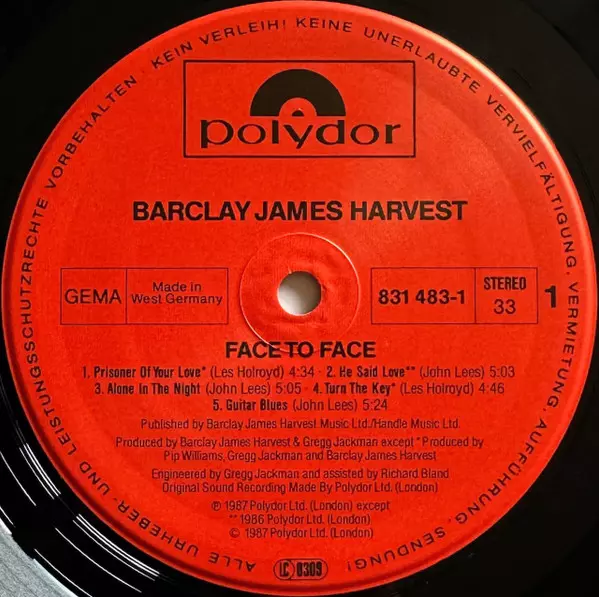 ALLE URHEBER- UND LEISTUNGSSCHUTZRECHTE VORBEHALTEN · KEIN VERLEIH! KEINE UNERLAUBTE VERVIELFÄLTIGUNG, VERMIETUNG, AUFFÜHRUNG, SENDUNG!
polydor
BARCLAY JAMES HARVEST
GEMA
Made in
West Germany
831 483-1
STEREO
33
1
FACE TO FACE
1. Prisoner Of Your Love* (Les Holroyd) 4:34 - 2. He Said Love** (John Lees) 5:03
3. Alone In The Night (John Lees) 5:05 - 4. Turn The Key* (Les Holroyd) 4:46
5. Guitar Blues (John Lees) 5:24
Published by Barclay James Harvest Music Ltd./Handle Music Ltd.
Produced by Barclay James Harvest & Gregg Jackman except * Produced by
Pip Williams, Gregg Jackman and Barclay James Harvest
Engineered by Gregg Jackman and assisted by Richard Bland
Original Sound Recording Made By Polydor Ltd. (London)
℗ 1987 Polydor Ltd. (London) except
** 1986 Polydor Ltd. (London)
© 1987 Polydor Ltd. (London)
LC 0309